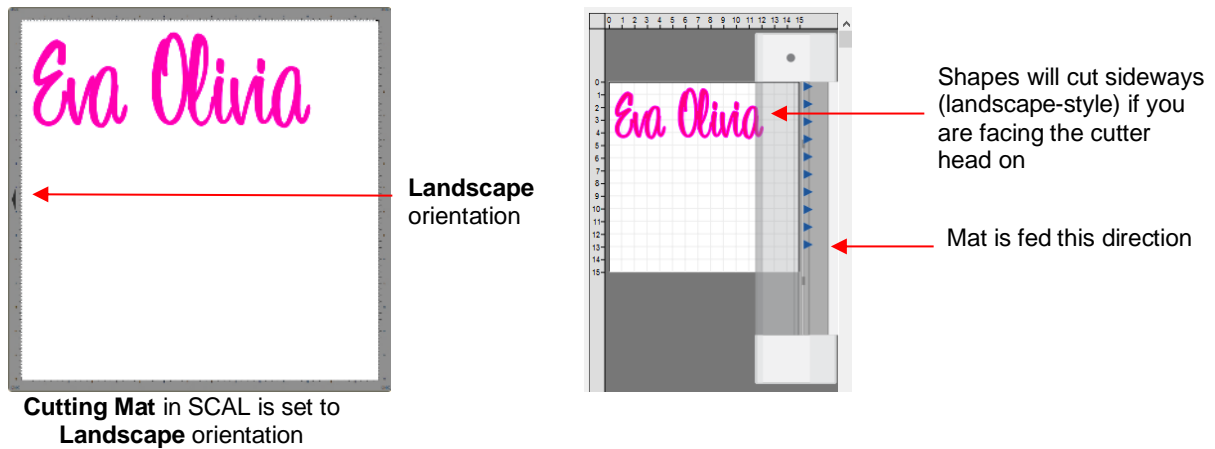 Eva Olivia
Landscape
orientation
Cutting Mat in SCAL is set to
Landscape orientation
0 1 2 3 4 5 6 7 8 9 10 11 12 13 14 15
0
1
2
3
4
5
6
7
8
9
10
11
12
13
14
15
Eva Olivia
Shapes will cut sideways
(landscape-style) if you
are facing the cutter
head on
Mat is fed this direction